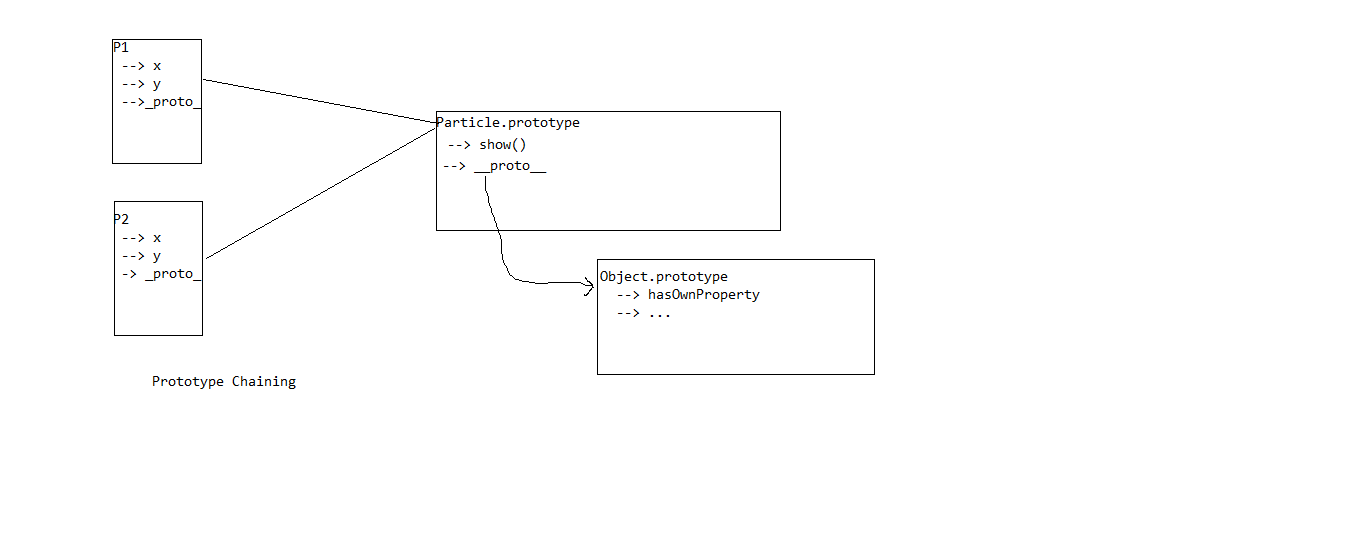 P1
--> x
--> y
-->_proto_
Particle.prototype
--> show()
--> __proto__
P2
--> x
--> y
-> _proto_
Object.prototype
--> hasOwnProperty
--> ...
Prototype Chaining